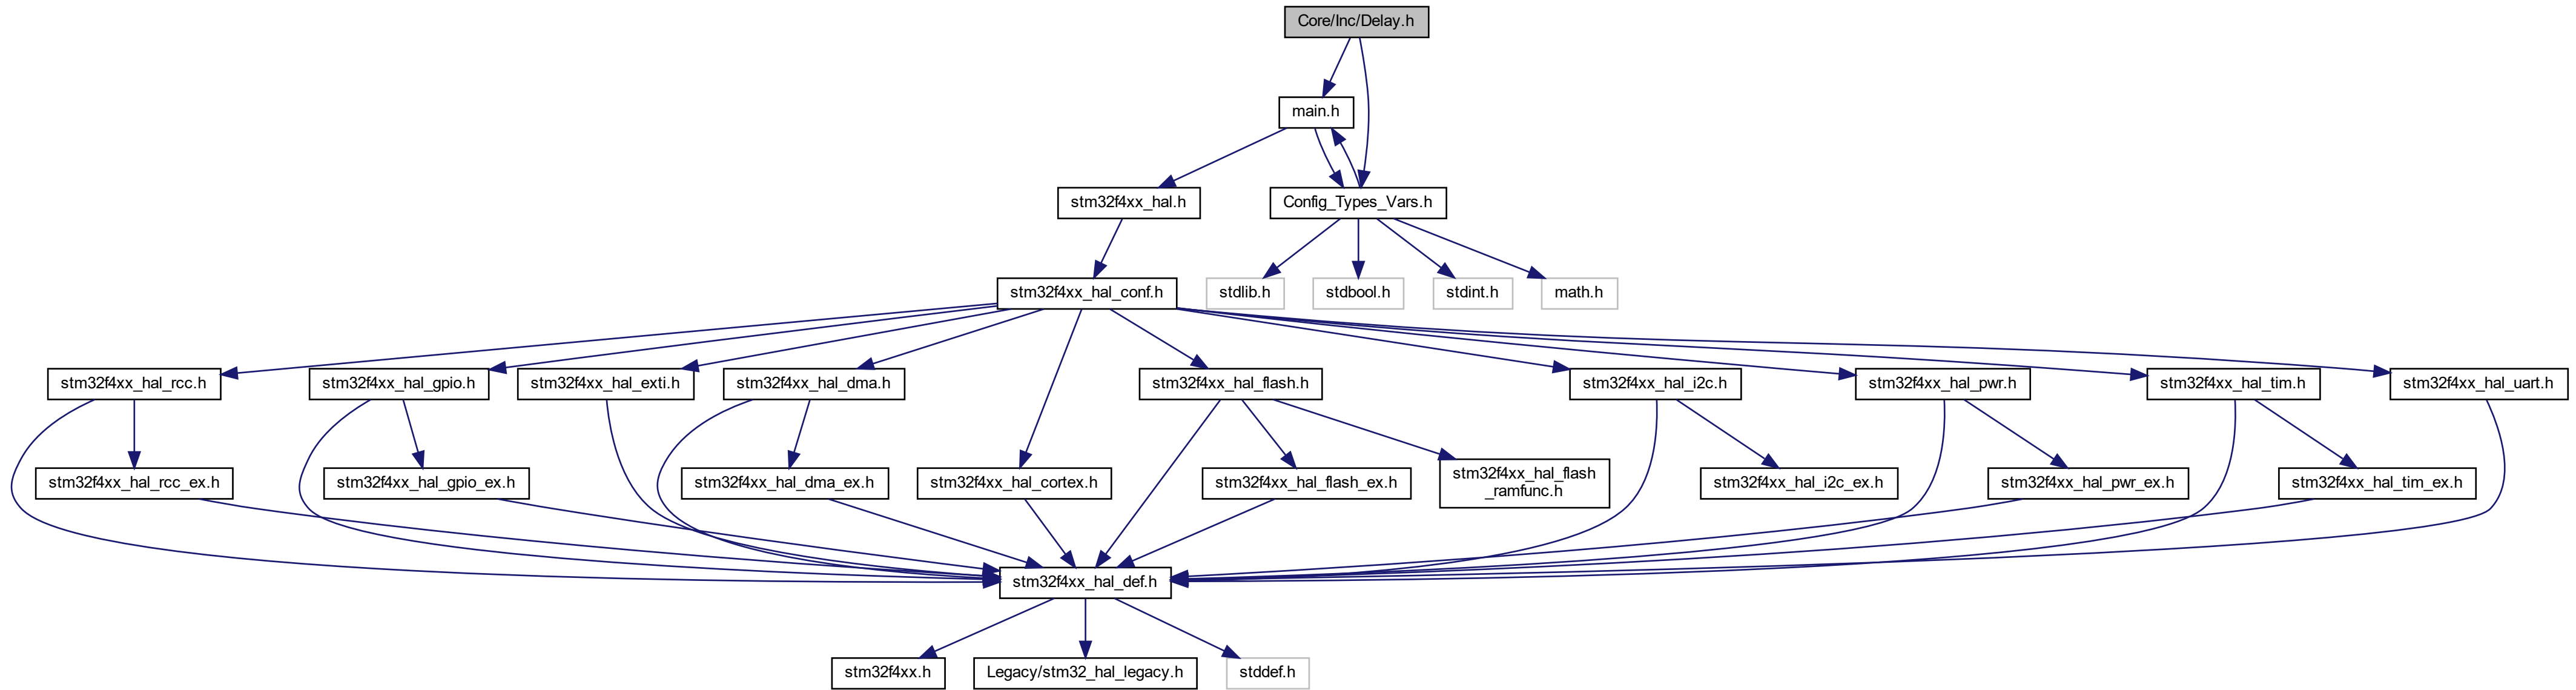 Core/Inc/Delay.h
main.h
stm32f4xx_hal.h
Config_Types_Vars.h
stm32f4xx_hal_conf.h
stdlib.h
stdbool.h
stdint.h
math.h
stm32f4xx_hal_rcc.h
stm32f4xx_hal_gpio.h
stm32f4xx_hal_exti.h
stm32f4xx_hal_dma.h
stm32f4xx_hal_flash.h
stm32f4xx_hal_i2c.h
stm32f4xx_hal_pwr.h
stm32f4xx_hal_tim.h
stm32f4xx_hal_uart.h
stm32f4xx_hal_rcc_ex.h
stm32f4xx_hal_gpio_ex.h
stm32f4xx_hal_dma_ex.h
stm32f4xx_hal_cortex.h
stm32f4xx_hal_flash_ex.h
stm32f4xx_hal_flash
_ramfunc.h
stm32f4xx_hal_i2c_ex.h
stm32f4xx_hal_pwr_ex.h
stm32f4xx_hal_tim_ex.h
stm32f4xx_hal_def.h
stm32f4xx.h
Legacy/stm32_hal_legacy.h
stddef.h